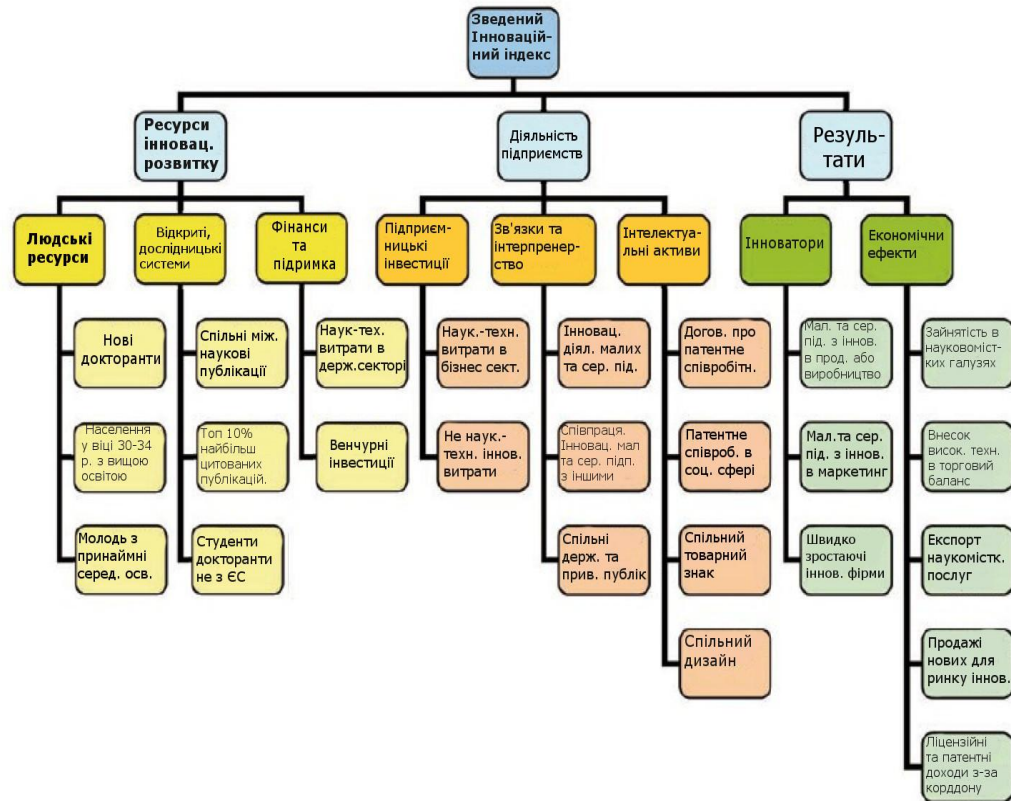 Зведений
Інновацій-
ний індекс
Ресурси
інновац.
розвитку
Діяльність
підприємств
Резуль-
тати
Людські
ресурси
Відкриті,
дослідницькі
системи
Фінанси
та
підримка
Підприєм-
ницькі
інвестиції
Зв'язки та
інтерпренер-
ство
Інтелектуа-
льні активи
Інноватори
Економічни
ефекти
Нові
докторанти
Спільні між.
наукові
публікації
Наук-тех.
витрати в
держ.секторі
Наук.-техн.
витрати в
бізнес сект.
Інновац.
діял. малих
та сер. під.
Догов. про
патентне
співробітн.
Мал. та сер.
під. з іннов.
в прод. або
виробництво
Зайнятість в
науковоміст-
ких галузях
Населення
у віці 30-34
р. з вищою
освітою
Топ 10%
найбільш
цитованих
публікацій.
Венчурні
інвестиції
Не наук.-
техн. іннов.
витрати
Співпраця.
Інновац. мал
та сер. підп.
з іншими
Патентне
співроб. в
соц. сфері
Мал.та сер.
під. з іннов.
в маркетинг
Внесок
висок. техн.
в торговий
баланс
Молодь з
принаймні
серед. осв.
Студенти
докторанти
не з ЄС
Спільні
держ. та
прив. публік
Спільний
товарний
знак
Швидко
зростаючі
іннов. фірми
Експорт
наукомістк.
послуг
Спільний
дизайн
Продажі
нових для
ринку іннов.
Ліцензійні
та патентні
доходи з-за
корддону